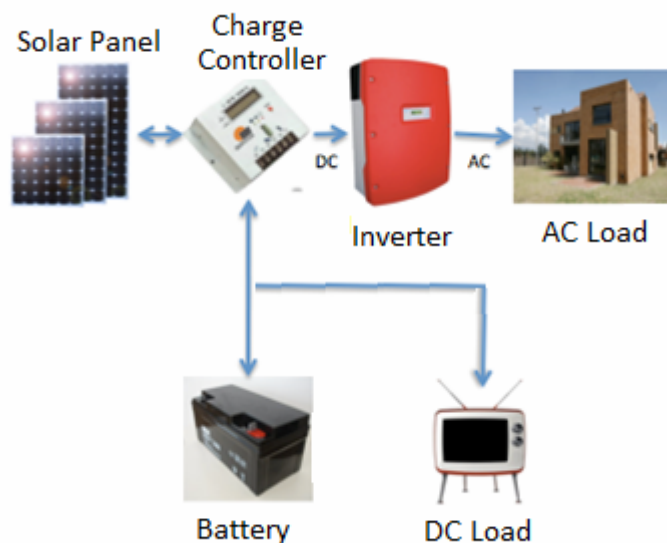 Solar Panel
Charge
Controller
DC
AC
Inverter
AC Load
Battery
DC Load